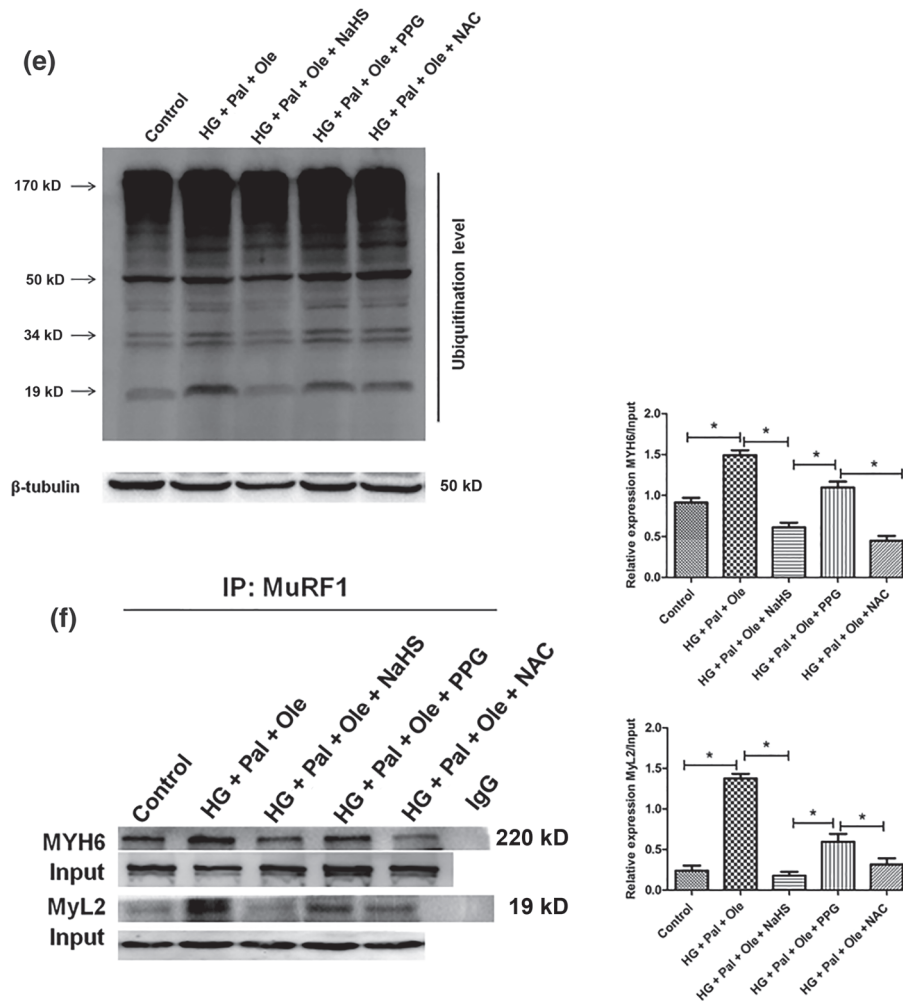 (e)
Control
HG + Pal + Ole
HG + Pal + Ole + NaHS
HG + Pal + Ole + PPG
HG + Pal + Ole + NAC
170 kD
50 kD
34 kD
19 kD
Ubiquitination level
β-tubulin
50 kD
Relative expression MYH6/Input
2.0
1.5
1.0
0.5
0.0
*
*
*
*
Control
HG + Pal + Ole
HG + Pal + Ole + NaHS
HG + Pal + Ole + PPG
HG + Pal + Ole + NAC
(f)
IP: MuRF1
Control
HG + Pal + Ole
HG + Pal + Ole + NaHS
HG + Pal + Ole + PPG
HG + Pal + Ole + NAC
IgG
MYH6
220 kD
Input
MyL2
19 kD
Input
Relative expression MyL2/Input
2.0
1.5
1.0
0.5
0.0
*
*
*
*
Control
HG + Pal + Ole
HG + Pal + Ole + NaHS
HG + Pal + Ole + PPG
HG + Pal + Ole + NAC